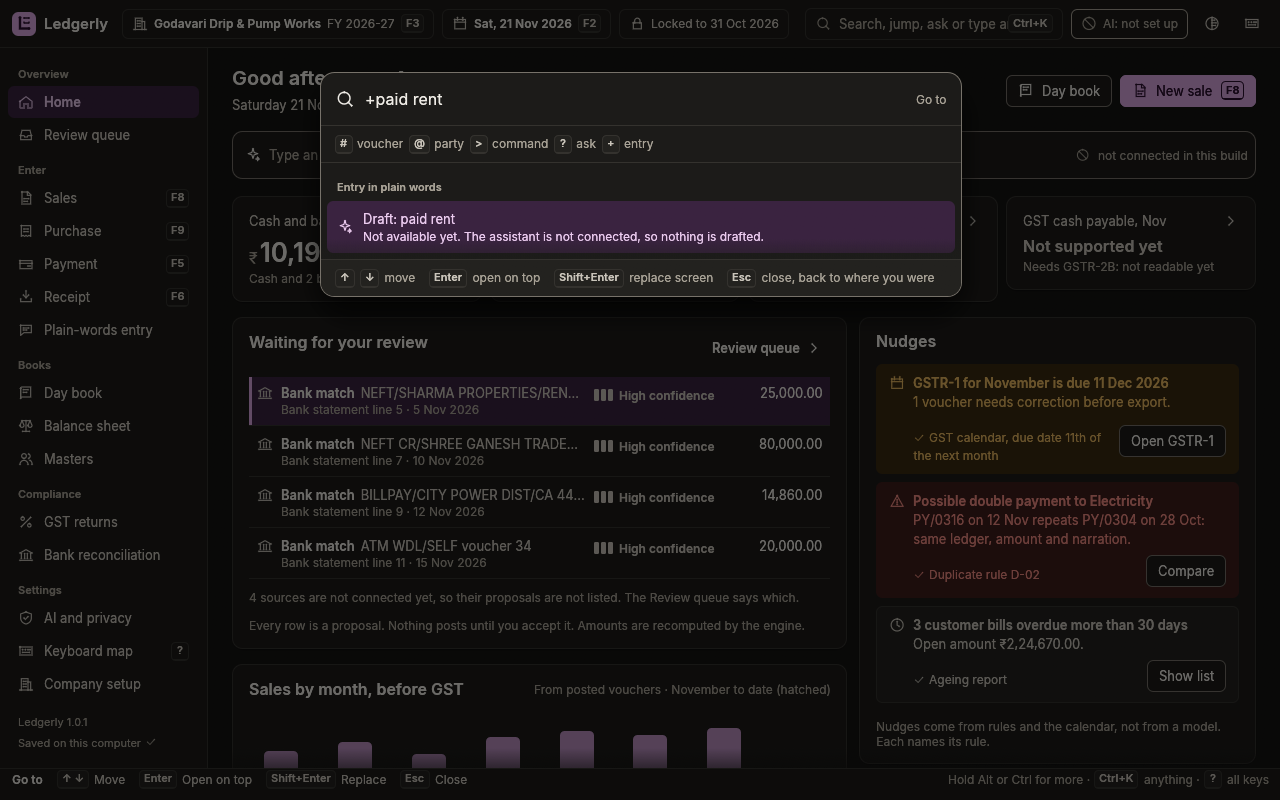 Ledgerly
Godavari Drip & Pump Works FY 2026-27 F3
Sat, 21 Nov 2026 F2
Locked to 31 Oct 2026
Search, jump, ask or type a Ctrl+K
AI: not set up
Overview
Home
Review queue
Enter
Sales F8
Purchase F9
Payment F5
Receipt F6
Plain-words entry
Books
Day book
Balance sheet
Masters
Compliance
GST returns
Bank reconciliation
Settings
AI and privacy
Keyboard map ?
Company setup
Ledgerly 1.0.1
Saved on this computer
Good afte
Saturday 21 No
Day book
New sale F8
Type an
not connected in this build
+paid rent
Go to
# voucher @ party > command ? ask + entry
Entry in plain words
Draft: paid rent
Not available yet. The assistant is not connected, so nothing is drafted.
↑ ↓ move Enter open on top Shift+Enter replace screen Esc close, back to where you were
Cash and ba
₹10,19
Cash and 2 b
GST cash payable, Nov
Not supported yet
Needs GSTR-2B: not readable yet
Waiting for your review
Review queue
Bank match NEFT/SHARMA PROPERTIES/REN... High confidence 25,000.00
Bank statement line 5 · 5 Nov 2026
Bank match NEFT CR/SHREE GANESH TRADE... High confidence 80,000.00
Bank statement line 7 · 10 Nov 2026
Bank match BILLPAY/CITY POWER DIST/CA 44... High confidence 14,860.00
Bank statement line 9 · 12 Nov 2026
Bank match ATM WDL/SELF voucher 34 High confidence 20,000.00
Bank statement line 11 · 15 Nov 2026
4 sources are not connected yet, so their proposals are not listed. The Review queue says which.
Every row is a proposal. Nothing posts until you accept it. Amounts are recomputed by the engine.
Sales by month, before GST
From posted vouchers · November to date (hatched)
Nudges
GSTR-1 for November is due 11 Dec 2026
1 voucher needs correction before export.
✓ GST calendar, due date 11th of
the next month
Open GSTR-1
Possible double payment to Electricity
PY/0316 on 12 Nov repeats PY/0304 on 28 Oct:
same ledger, amount and narration.
✓ Duplicate rule D-02
Compare
3 customer bills overdue more than 30 days
Open amount ₹2,24,670.00.
✓ Ageing report
Show list
Nudges come from rules and the calendar, not from a model.
Each names its rule.
Go to ↑ ↓ Move Enter Open on top Shift+Enter Replace Esc Close
Hold Alt or Ctrl for more · Ctrl+K anything · ? all keys